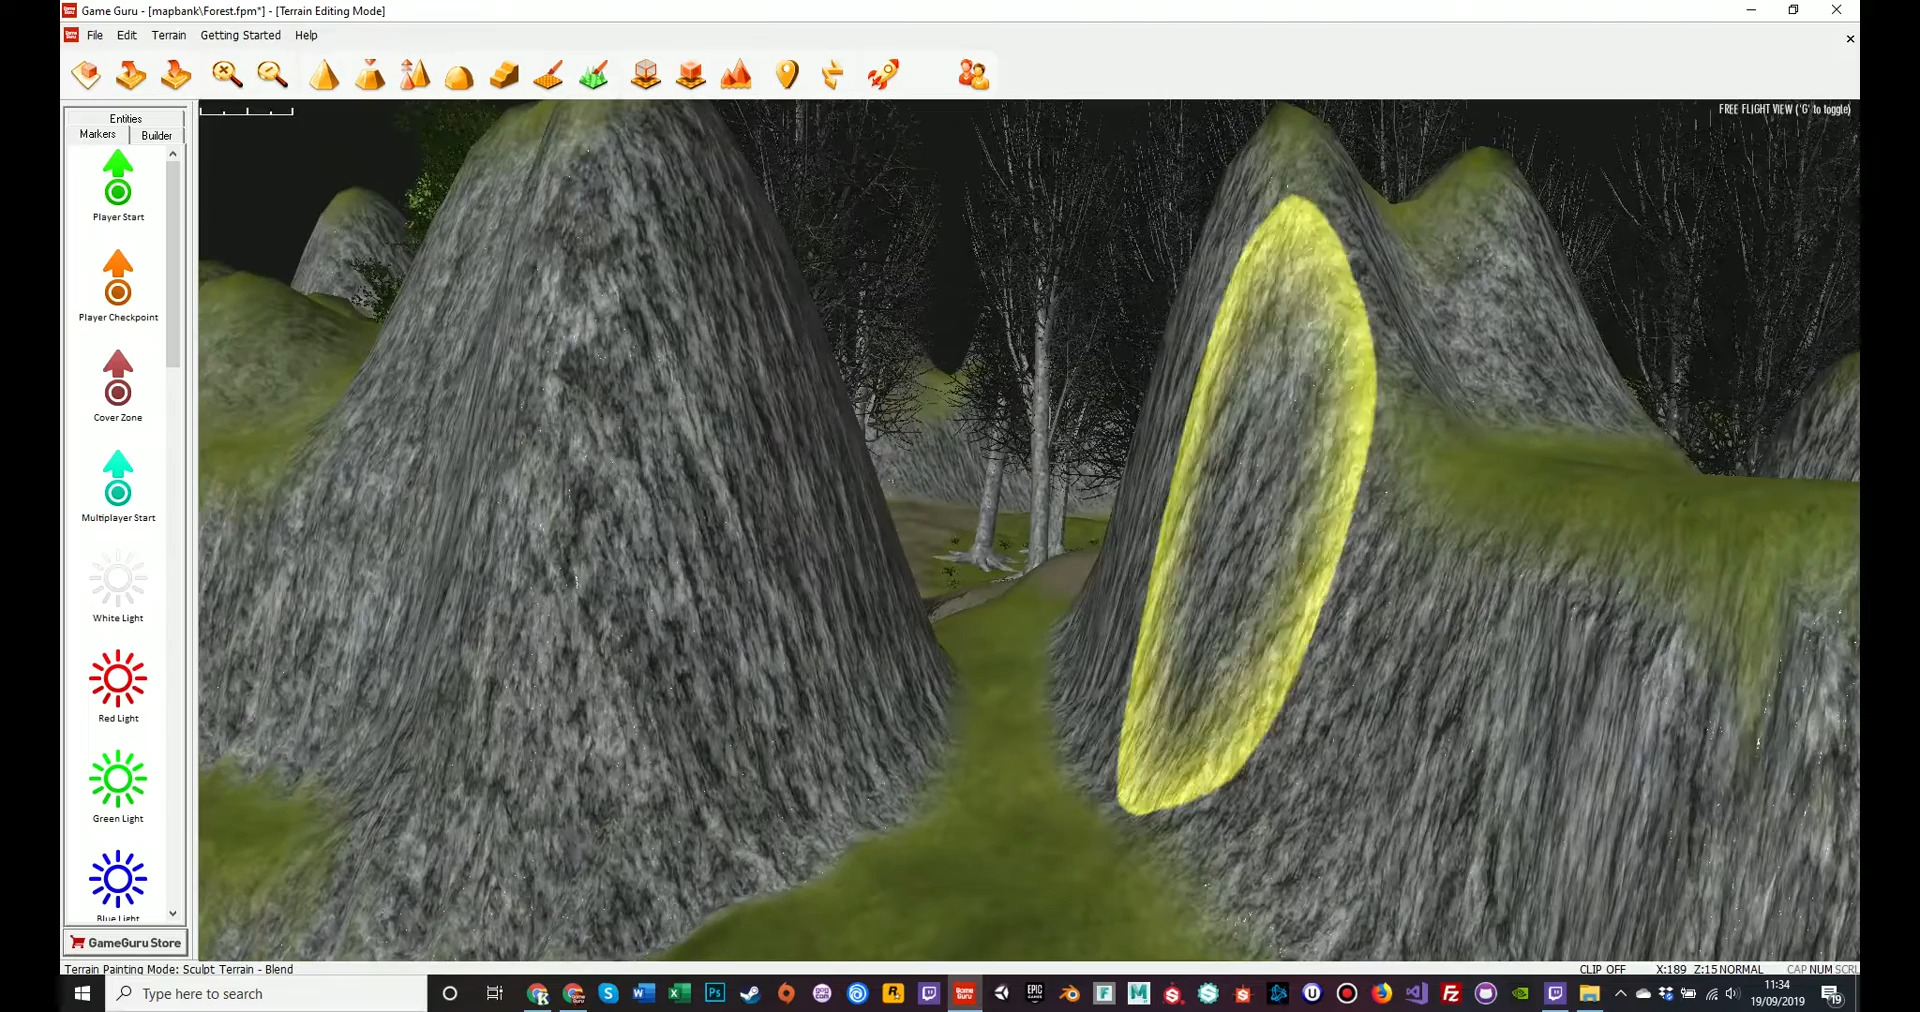 Game Guru - [mapbank\Forest.fpm*] - [Terrain Editing Mode]
File Edit Terrain Getting Started Help
FREE FLIGHT VIEW ('G' to toggle)
Entities
Markers Builder
Player Start
Player Checkpoint
Cover Zone
Multiplayer Start
White Light
Red Light
Green Light
Blue Light
GameGuru Store
Terrain Painting Mode: Sculpt Terrain - Blend
CLIP OFF X:189 Z:15 NORMAL CAP NUM SCRL
Type here to search
11:34
19/09/2019
19